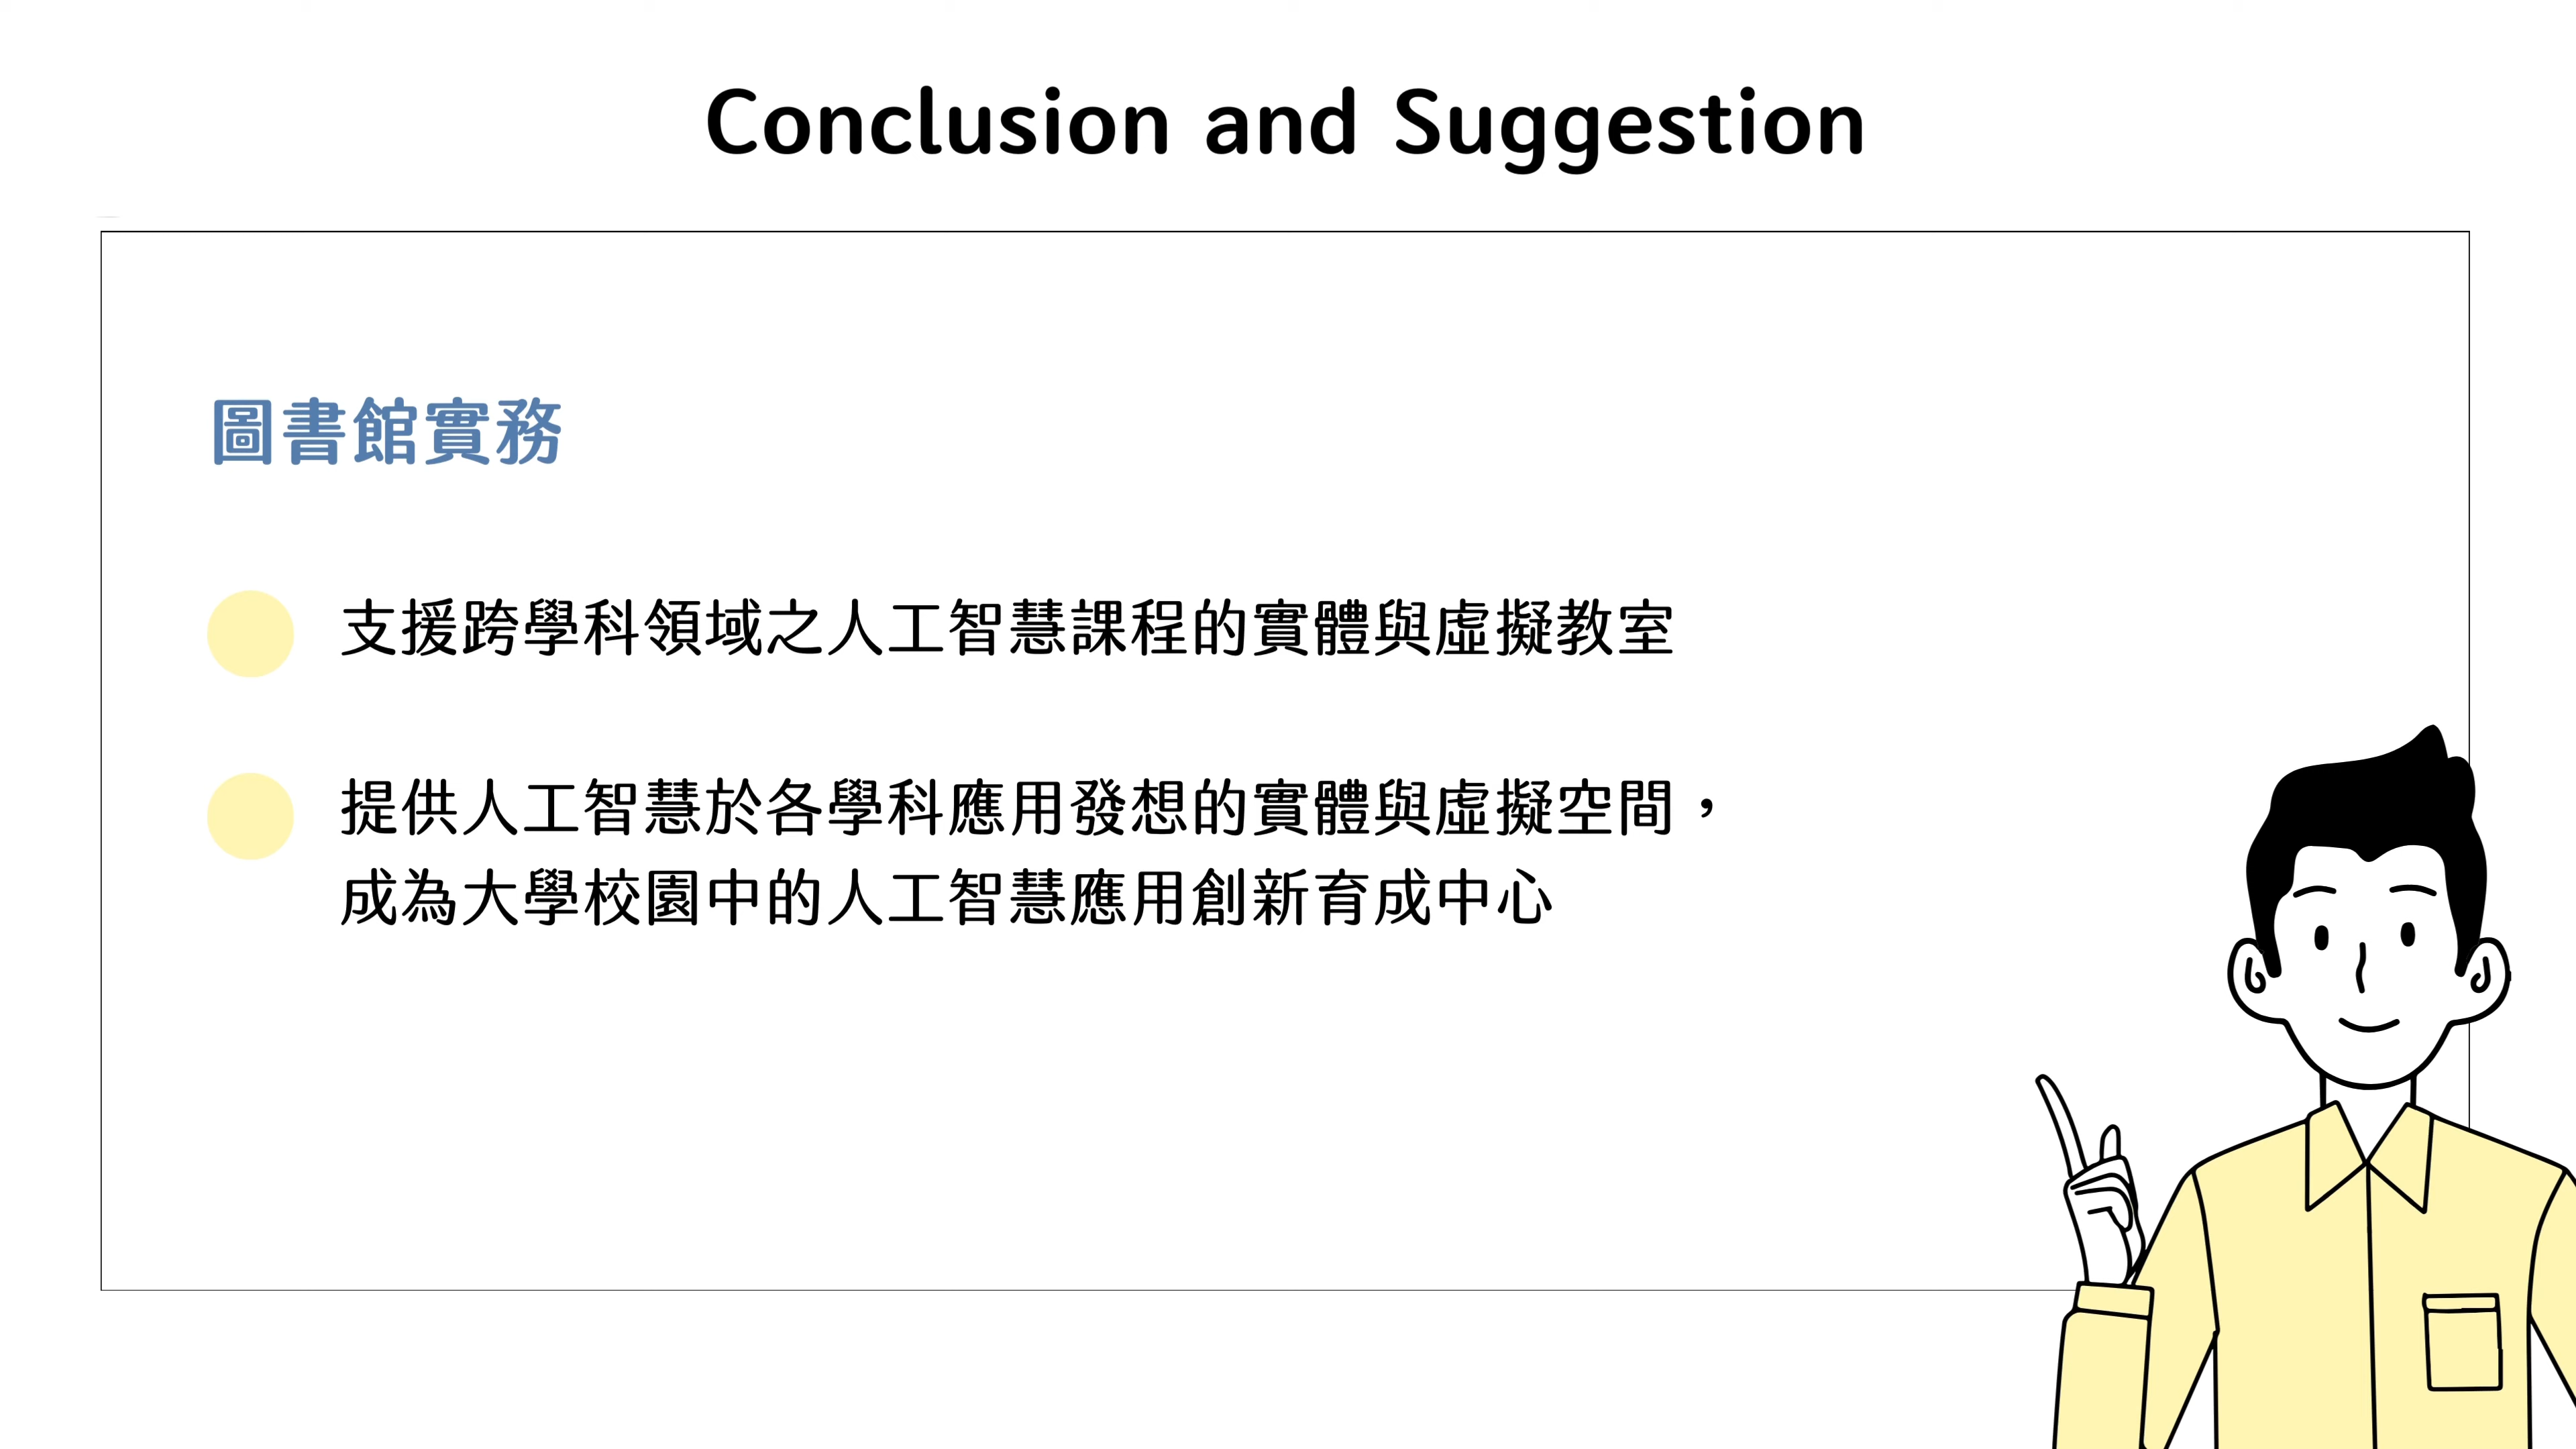 Conclusion and Suggestion
圖書館實務
支援跨學科領域之人工智慧課程的實體與虛擬教室
提供人工智慧於各學科應用發想的實體與虛擬空間，
成為大學校園中的人工智慧應用創新育成中心